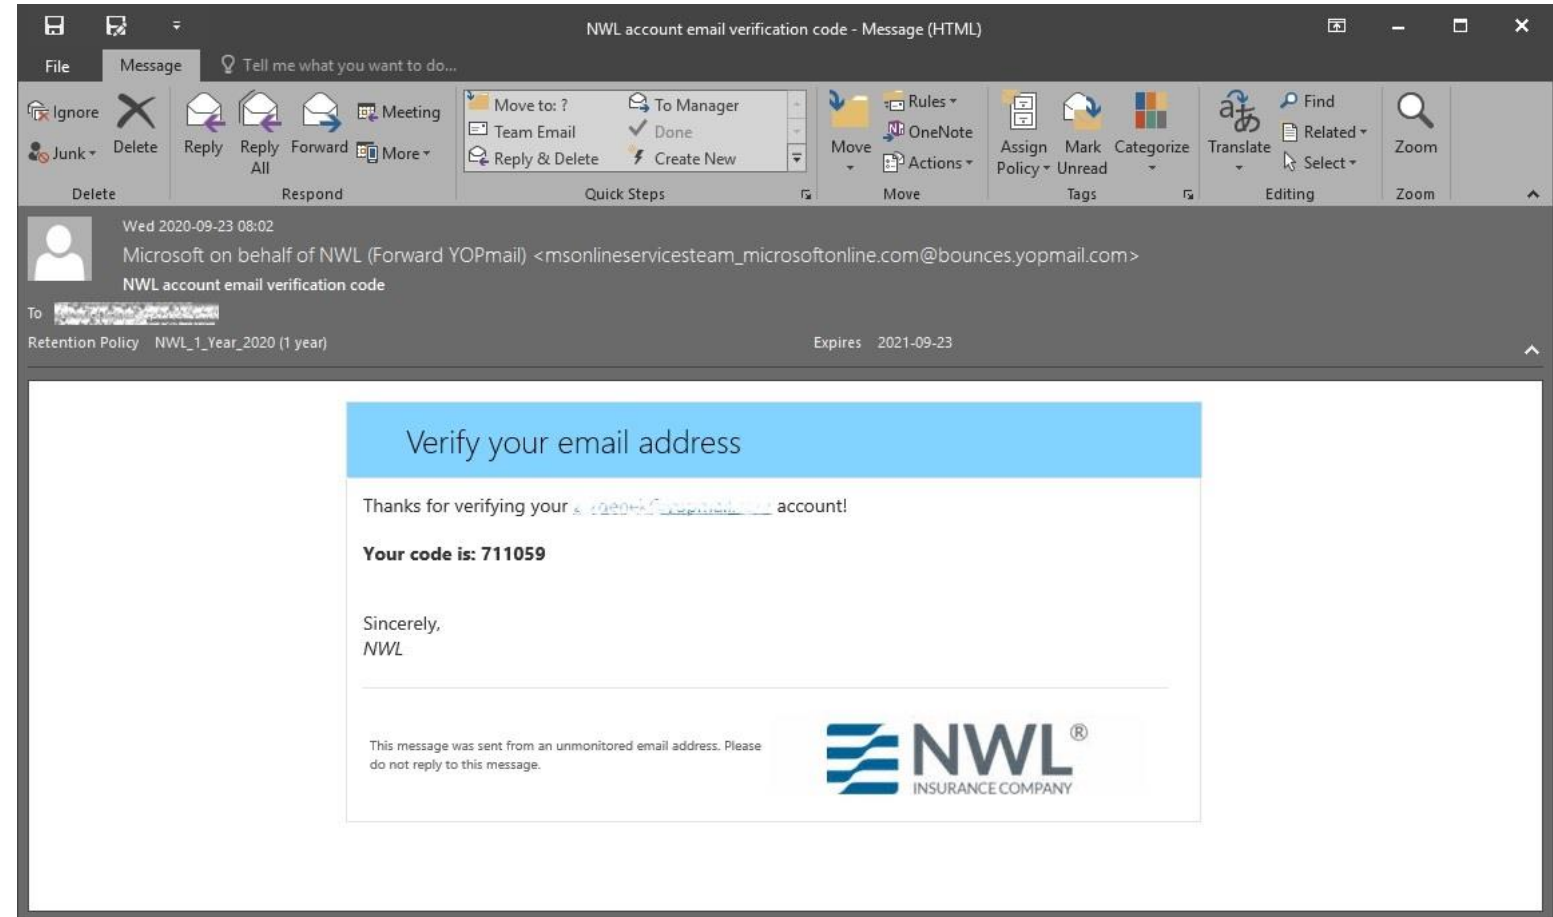 NWL account email verification code - Message (HTML)
File Message Tell me what you want to do...
Ignore
Junk
Delete
Reply
Reply All
Forward
Meeting
More
Move to: ?
Team Email
Reply & Delete
To Manager
Done
Create New
Move
Rules
OneNote
Actions
Assign Policy
Mark Unread
Categorize
Translate
Find
Related
Select
Zoom
Delete Respond Quick Steps Move Tags Editing Zoom
Wed 2020-09-23 08:02
Microsoft on behalf of NWL (Forward YOPmail) <msonlineservicesteam_microsoftonline.com@bounces.yopmail.com>
NWL account email verification code
To
Retention Policy NWL_1_Year_2020 (1 year) Expires 2021-09-23
Verify your email address
Thanks for verifying your account!
Your code is: 711059
Sincerely,
NWL
This message was sent from an unmonitored email address. Please
do not reply to this message.
NWL®
INSURANCE COMPANY